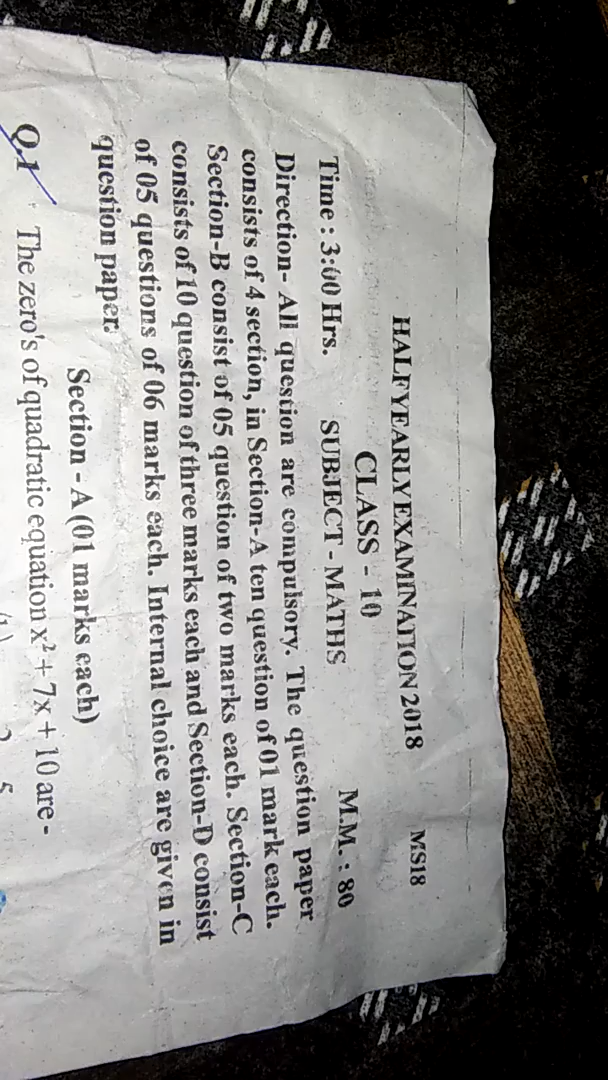 HALF YEARLY EXAMINATION 2018 MS18
CLASS - 10
Time : 3:00 Hrs. SUBJECT - MATHS M.M. : 80
Direction- All question are compulsory. The question paper
consists of 4 section, in Section-A ten question of 01 mark each.
Section-B consist of 05 question of two marks each. Section-C
consists of 10 question of three marks each and Section-D consist
of 05 questions of 06 marks each. Internal choice are given in
question paper.
Section - A (01 marks each)
Q.1 The zero's of quadratic equation x² + 7x + 10 are -